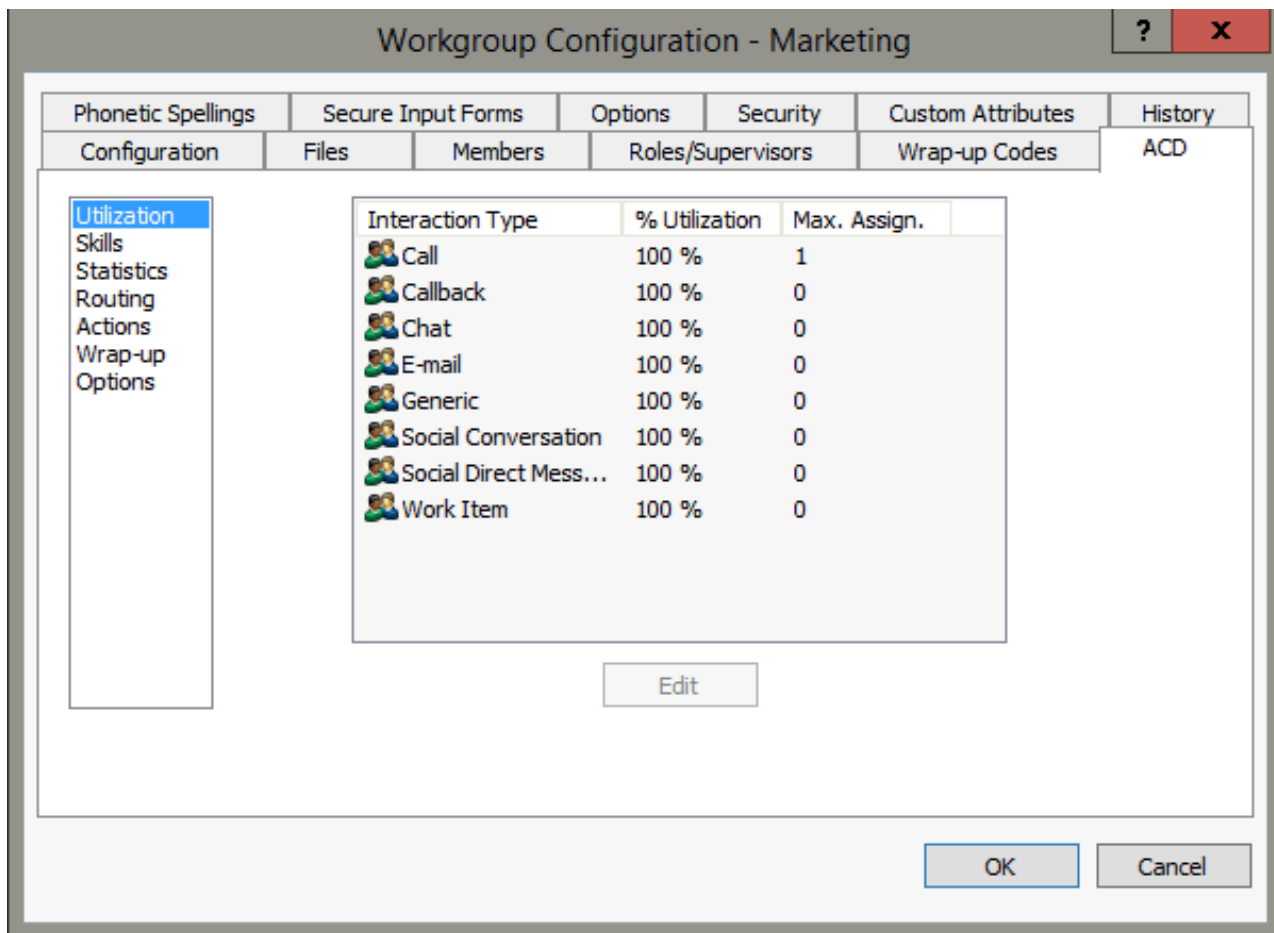 Workgroup Configuration - Marketing ? x
Phonetic Spellings Secure Input Forms Options Security Custom Attributes History
Configuration Files Members Roles/Supervisors Wrap-up Codes ACD
Utilization
Skills
Statistics
Routing
Actions
Wrap-up
Options
Interaction Type % Utilization Max. Assign.
Call 100 % 1
Callback 100 % 0
Chat 100 % 0
E-mail 100 % 0
Generic 100 % 0
Social Conversation 100 % 0
Social Direct Mess... 100 % 0
Work Item 100 % 0
Edit
OK Cancel